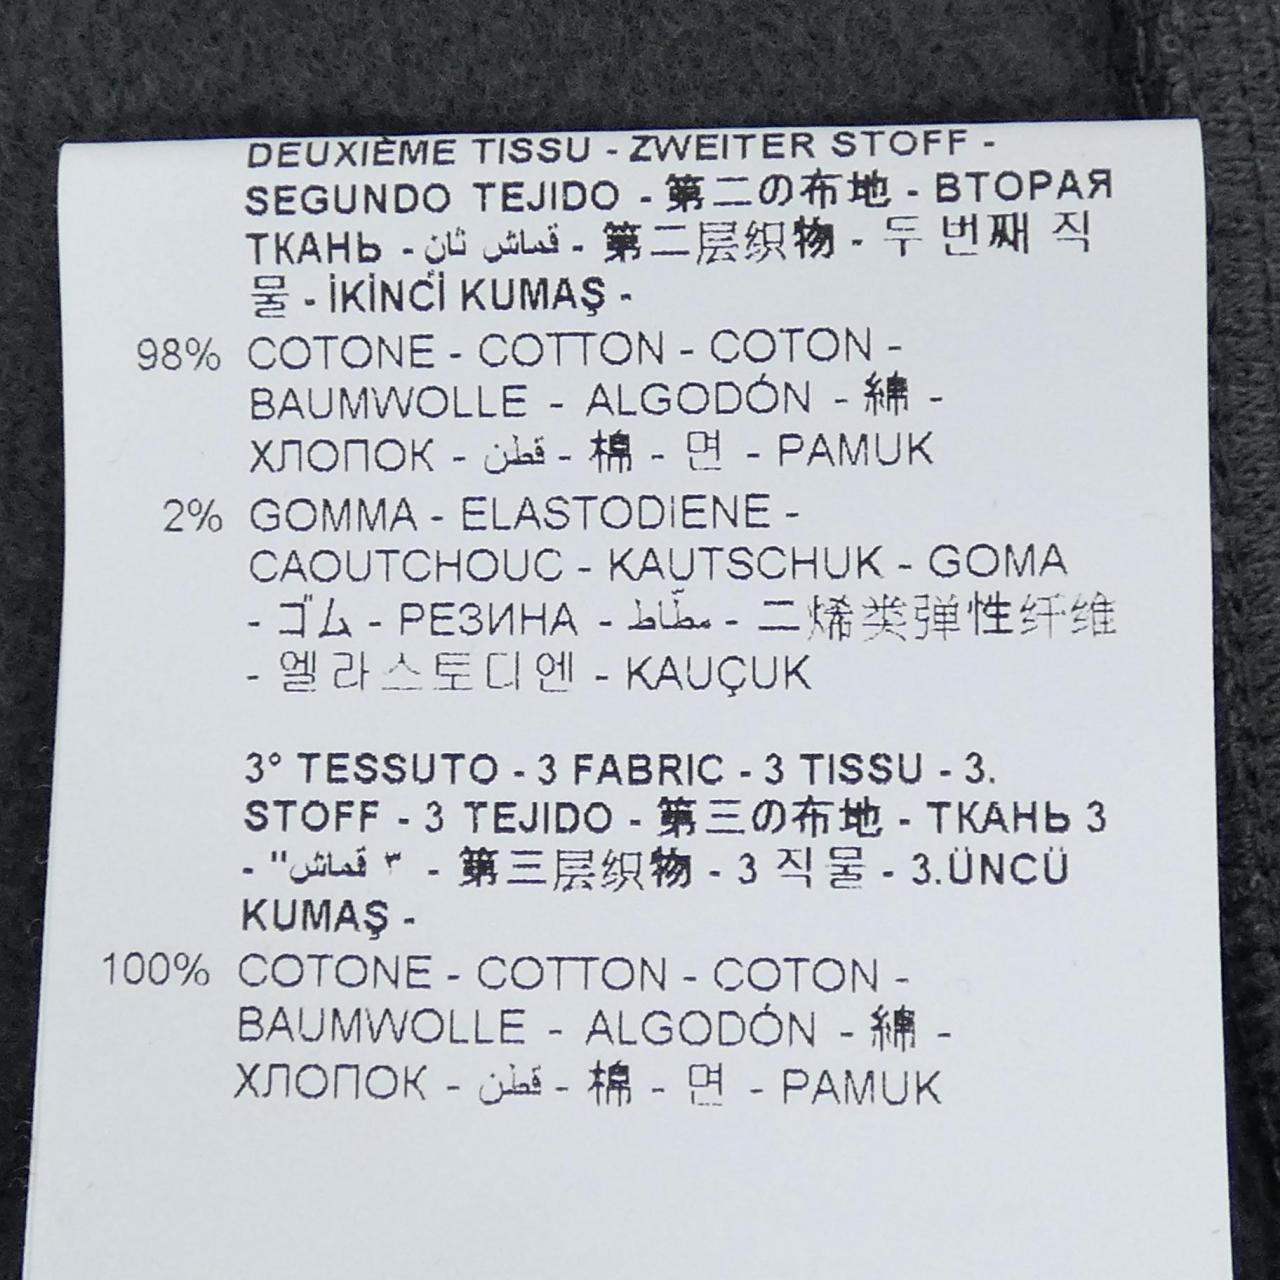 DEUXIÈME TISSU - ZWEITER STOFF -
SEGUNDO TEJIDO - 第二の布地 - ВТОРАЯ
ТКАНЬ - قماش ثان - 第二层织物 - 두 번째 직
물 - İKİNCİ KUMAŞ -
98% COTONE - COTTON - COTON -
BAUMWOLLE - ALGODÓN - 綿 -
ХЛОПОК - قطن - 棉 - 면 - PAMUK
2% GOMMA - ELASTODIENE -
CAOUTCHOUC - KAUTSCHUK - GOMA
- ゴム - РЕЗИНА - مطّاط - 二烯类弹性纤维
- 엘라스토디엔 - KAUÇUK
3° TESSUTO - 3 FABRIC - 3 TISSU - 3.
STOFF - 3 TEJIDO - 第三の布地 - ТКАНЬ 3
- "قماش ٣ - 第三层织物 - 3 직물 - 3.ÜNCÜ
KUMAŞ -
100% COTONE - COTTON - COTON -
BAUMWOLLE - ALGODÓN - 綿 -
ХЛОПОК - قطن - 棉 - 면 - PAMUK